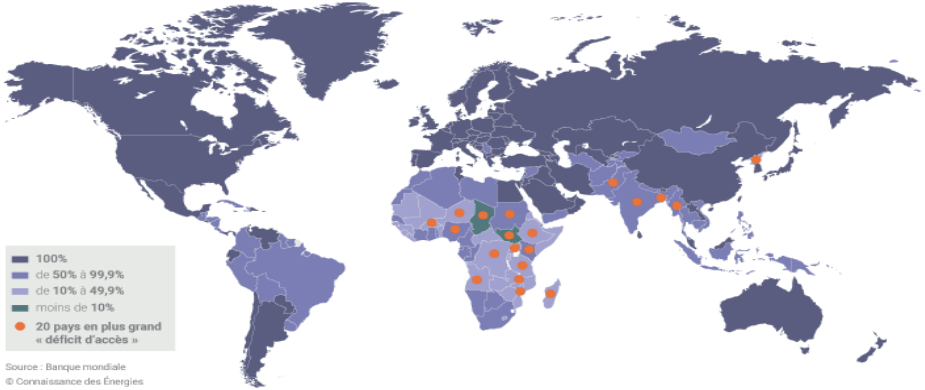 100%
de 50% à 99,9%
de 10% à 49,9%
moins de 10%
20 pays en plus grand
« déficit d'accès »
Source : Banque mondiale
© Connaissance des Énergies